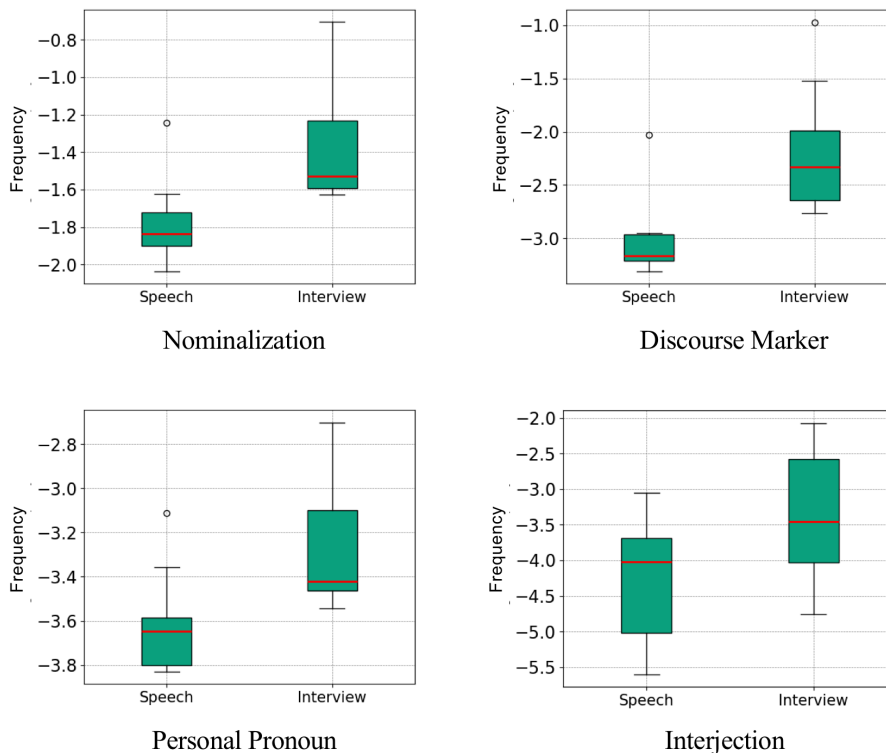 Frequency
−0.8
−1.0
−1.2
−1.4
−1.6
−1.8
−2.0
Speech
Interview
Nominalization
Frequency
−1.0
−1.5
−2.0
−2.5
−3.0
Speech
Interview
Discourse Marker
Frequency
−2.8
−3.0
−3.2
−3.4
−3.6
−3.8
Speech
Interview
Personal Pronoun
Frequency
−2.0
−2.5
−3.0
−3.5
−4.0
−4.5
−5.0
−5.5
Speech
Interview
Interjection